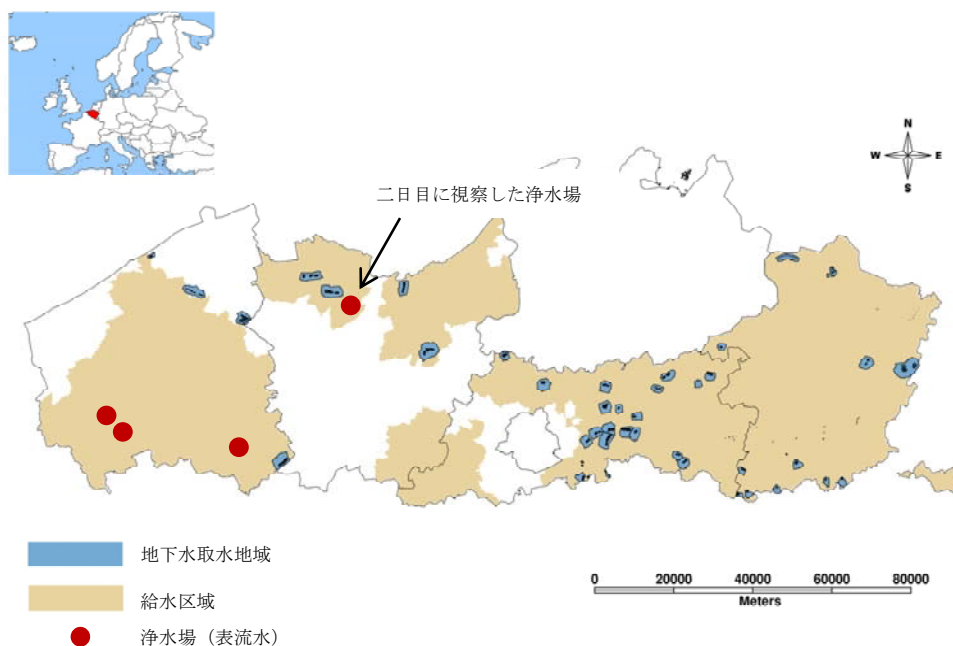 N
W E
S
二日目に視察した浄水場
地下水取水地域
給水区域
浄水場（表流水）
0 20000 40000 60000 80000
Meters